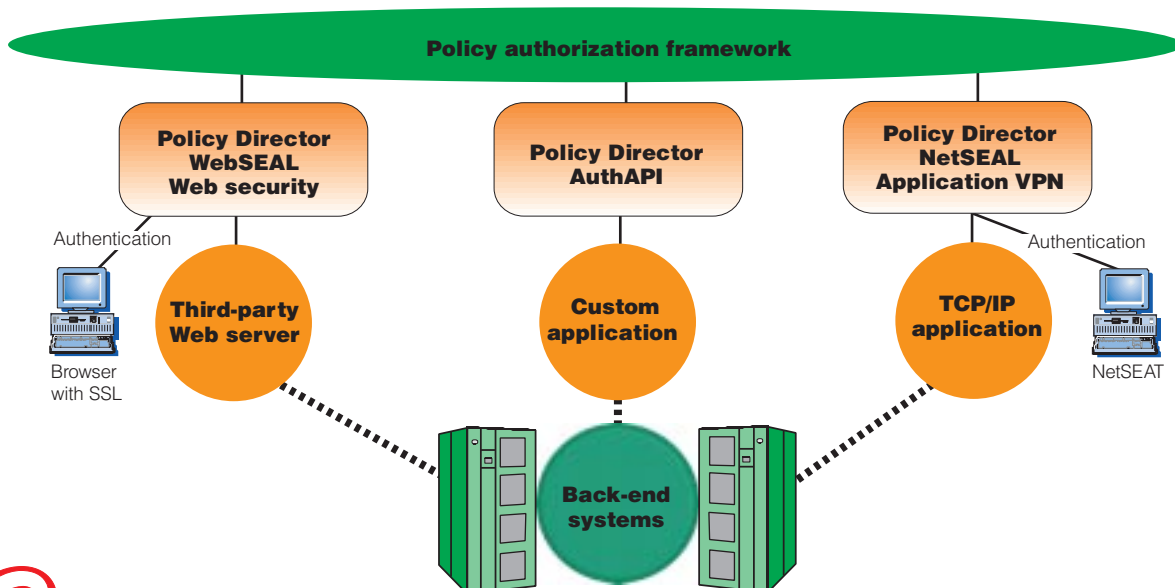 Policy authorization framework
Policy Director
WebSEAL
Web security
Policy Director
AuthAPI
Policy Director
NetSEAL
Application VPN
Authentication
Authentication
Third-party
Web server
Custom
application
TCP/IP
application
Browser
with SSL
NetSEAT
Back-end
systems